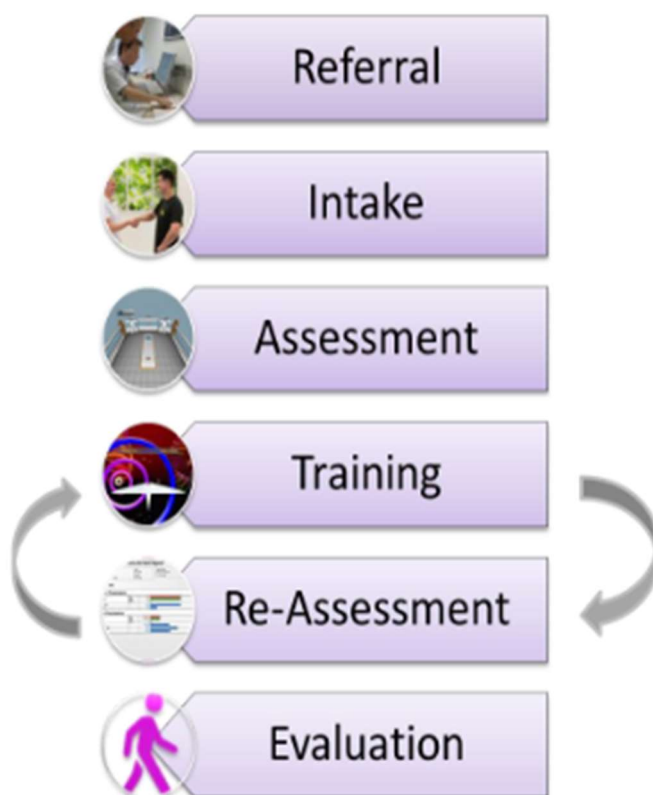 Referral
Intake
Assessment
Training
Re-Assessment
Evaluation